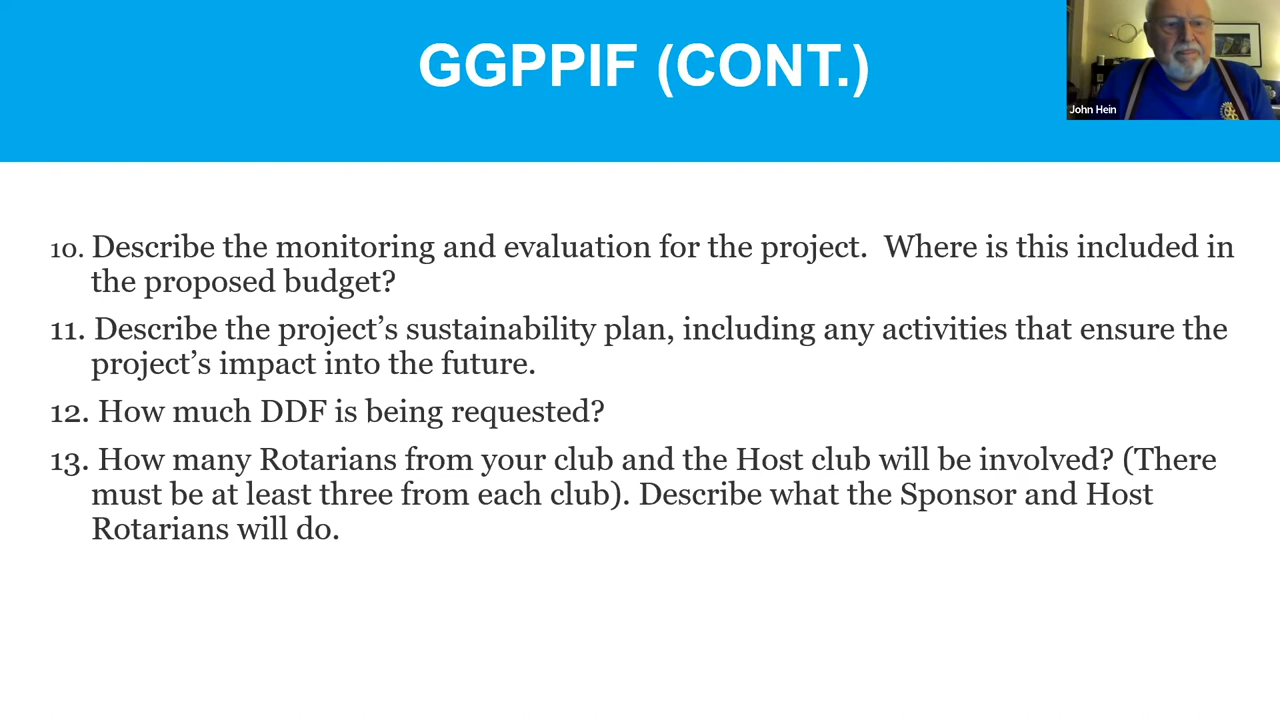 GGPPIF (CONT.)
John Hein
10. Describe the monitoring and evaluation for the project.  Where is this included in
the proposed budget?
11. Describe the project’s sustainability plan, including any activities that ensure the
project’s impact into the future.
12. How much DDF is being requested?
13. How many Rotarians from your club and the Host club will be involved? (There
must be at least three from each club). Describe what the Sponsor and Host
Rotarians will do.